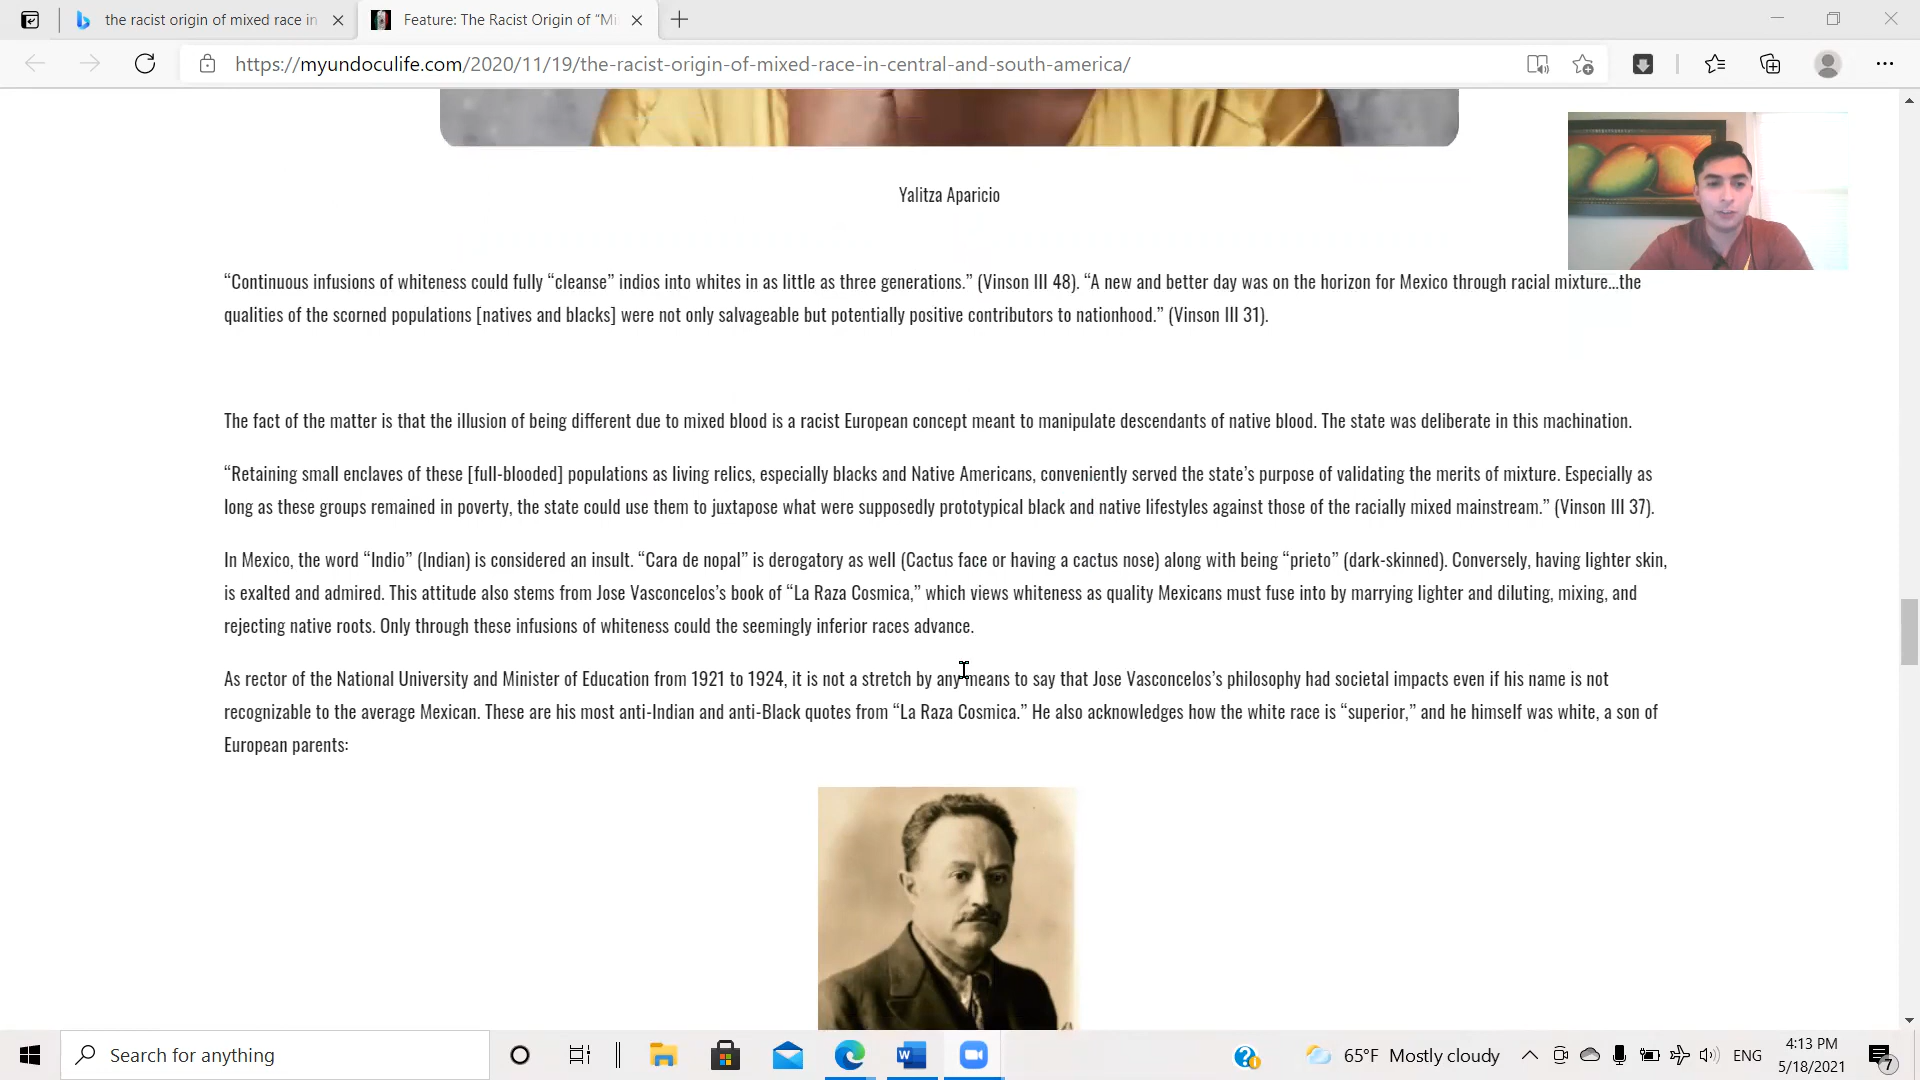 the racist origin of mixed race in
Feature: The Racist Origin of “Mi
https://myundoculife.com/2020/11/19/the-racist-origin-of-mixed-race-in-central-and-south-america/
Yalitza Aparicio
“Continuous infusions of whiteness could fully “cleanse” indios into whites in as little as three generations.” (Vinson III 48). “A new and better day was on the horizon for Mexico through racial mixture...the
qualities of the scorned populations [natives and blacks] were not only salvageable but potentially positive contributors to nationhood.” (Vinson III 31).
The fact of the matter is that the illusion of being different due to mixed blood is a racist European concept meant to manipulate descendants of native blood. The state was deliberate in this machination.
“Retaining small enclaves of these [full-blooded] populations as living relics, especially blacks and Native Americans, conveniently served the state’s purpose of validating the merits of mixture. Especially as
long as these groups remained in poverty, the state could use them to juxtapose what were supposedly prototypical black and native lifestyles against those of the racially mixed mainstream.” (Vinson III 37).
In Mexico, the word “Indio” (Indian) is considered an insult. “Cara de nopal” is derogatory as well (Cactus face or having a cactus nose) along with being “prieto” (dark-skinned). Conversely, having lighter skin,
is exalted and admired. This attitude also stems from Jose Vasconcelos’s book of “La Raza Cosmica,” which views whiteness as quality Mexicans must fuse into by marrying lighter and diluting, mixing, and
rejecting native roots. Only through these infusions of whiteness could the seemingly inferior races advance.
As rector of the National University and Minister of Education from 1921 to 1924, it is not a stretch by any means to say that Jose Vasconcelos’s philosophy had societal impacts even if his name is not
recognizable to the average Mexican. These are his most anti-Indian and anti-Black quotes from “La Raza Cosmica.” He also acknowledges how the white race is “superior,” and he himself was white, a son of
European parents:
Search for anything
65°F Mostly cloudy
ENG
4:13 PM
5/18/2021
7